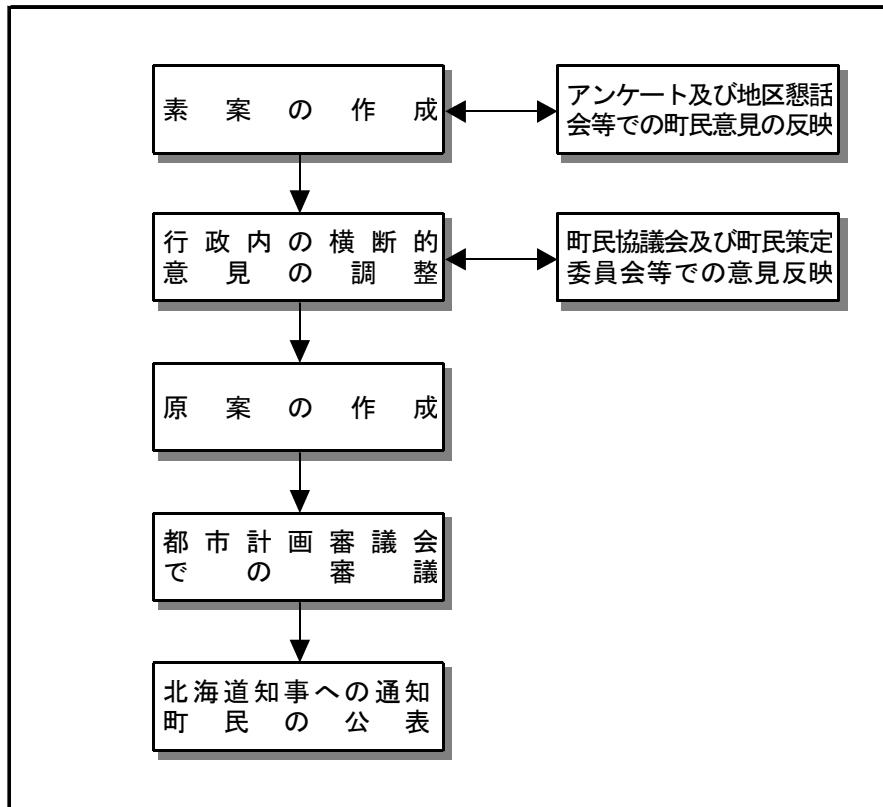 素案の作成
アンケート及び地区懇話
会等での町民意見の反映
行政内の横断的
意見の調整
町民協議会及び町民策定
委員会等での意見反映
原案の作成
都市計画審議会
での審議
北海道知事への通知
町民の公表